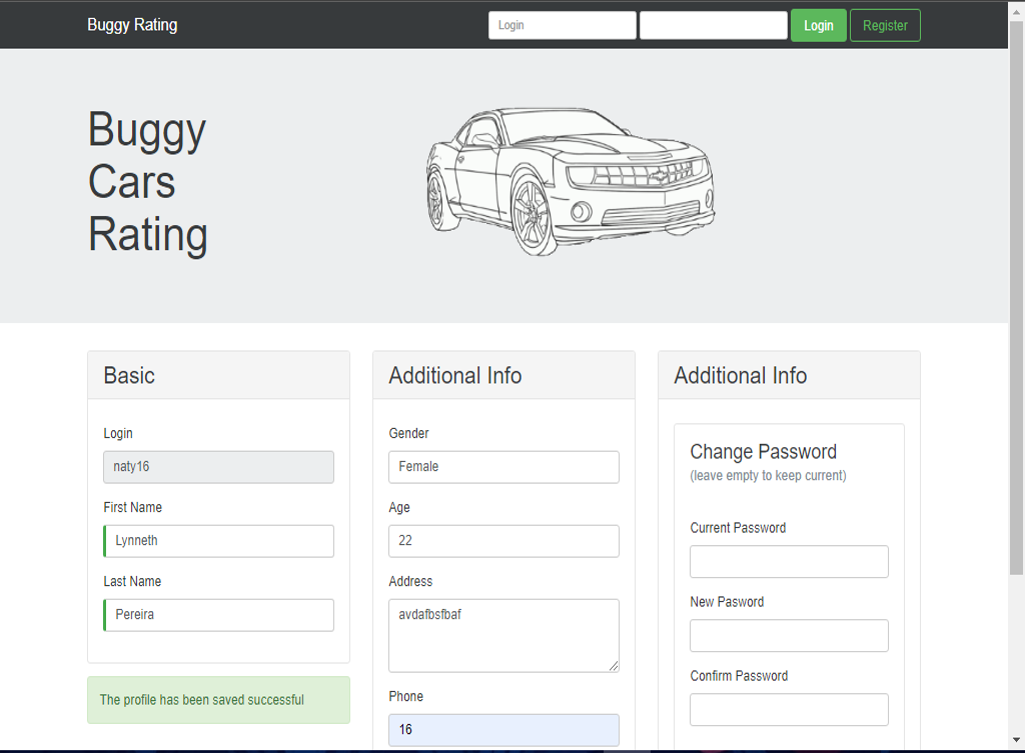 Buggy Rating
Login
Login
Register
Buggy
Cars
Rating
Basic
Login
naty16
First Name
Lynneth
Last Name
Pereira
The profile has been saved successful
Additional Info
Gender
Female
Age
22
Address
avdafbsfbaf
Phone
16
Additional Info
Change Password
(leave empty to keep current)
Current Password
New Pasword
Confirm Password